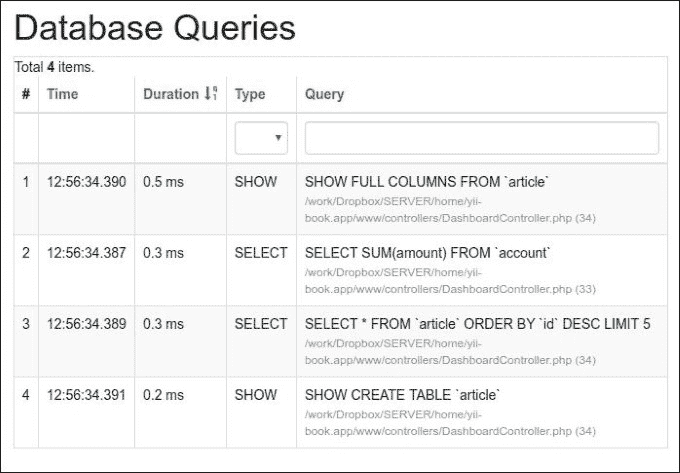 Database Queries
Total 4 items.
# Time Duration Type Query
1 12:56:34.390 0.5 ms SHOW SHOW FULL COLUMNS FROM `article`
/work/Dropbox/SERVER/home/yii-
book.app/www/controllers/DashboardController.php (34)
2 12:56:34.387 0.3 ms SELECT SELECT SUM(amount) FROM `account`
/work/Dropbox/SERVER/home/yii-
book.app/www/controllers/DashboardController.php (33)
3 12:56:34.389 0.3 ms SELECT SELECT * FROM `article` ORDER BY `id` DESC LIMIT 5
/work/Dropbox/SERVER/home/yii-
book.app/www/controllers/DashboardController.php (34)
4 12:56:34.391 0.2 ms SHOW SHOW CREATE TABLE `article`
/work/Dropbox/SERVER/home/yii-
book.app/www/controllers/DashboardController.php (34)